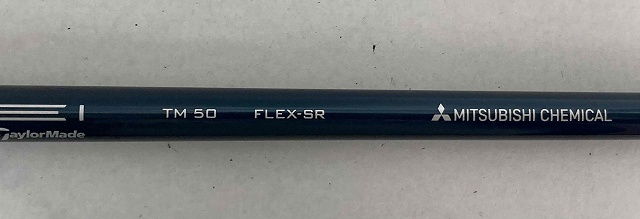 TM 50 FLEX-SR MITSUBISHI CHEMICAL
TaylorMade